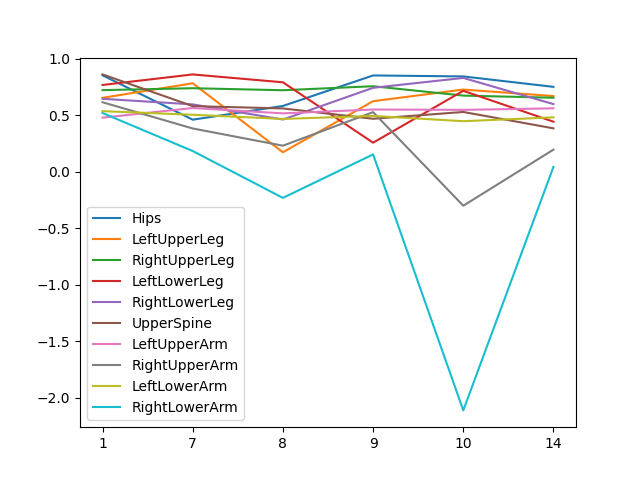 1.0
0.5
0.0
−0.5
−1.0
−1.5
−2.0
Hips
LeftUpperLeg
RightUpperLeg
LeftLowerLeg
RightLowerLeg
UpperSpine
LeftUpperArm
RightUpperArm
LeftLowerArm
RightLowerArm
1 7 8 9 10 14